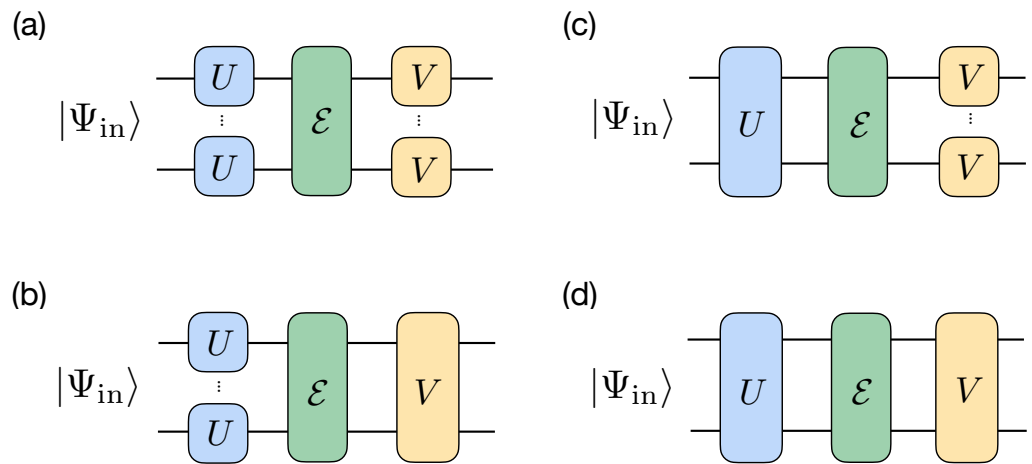 (a)
|Ψin⟩
U
⋮
U
ℰ
V
⋮
V
(b)
|Ψin⟩
U
⋮
U
ℰ
V
(c)
|Ψin⟩
U
ℰ
V
⋮
V
(d)
|Ψin⟩
U
ℰ
V